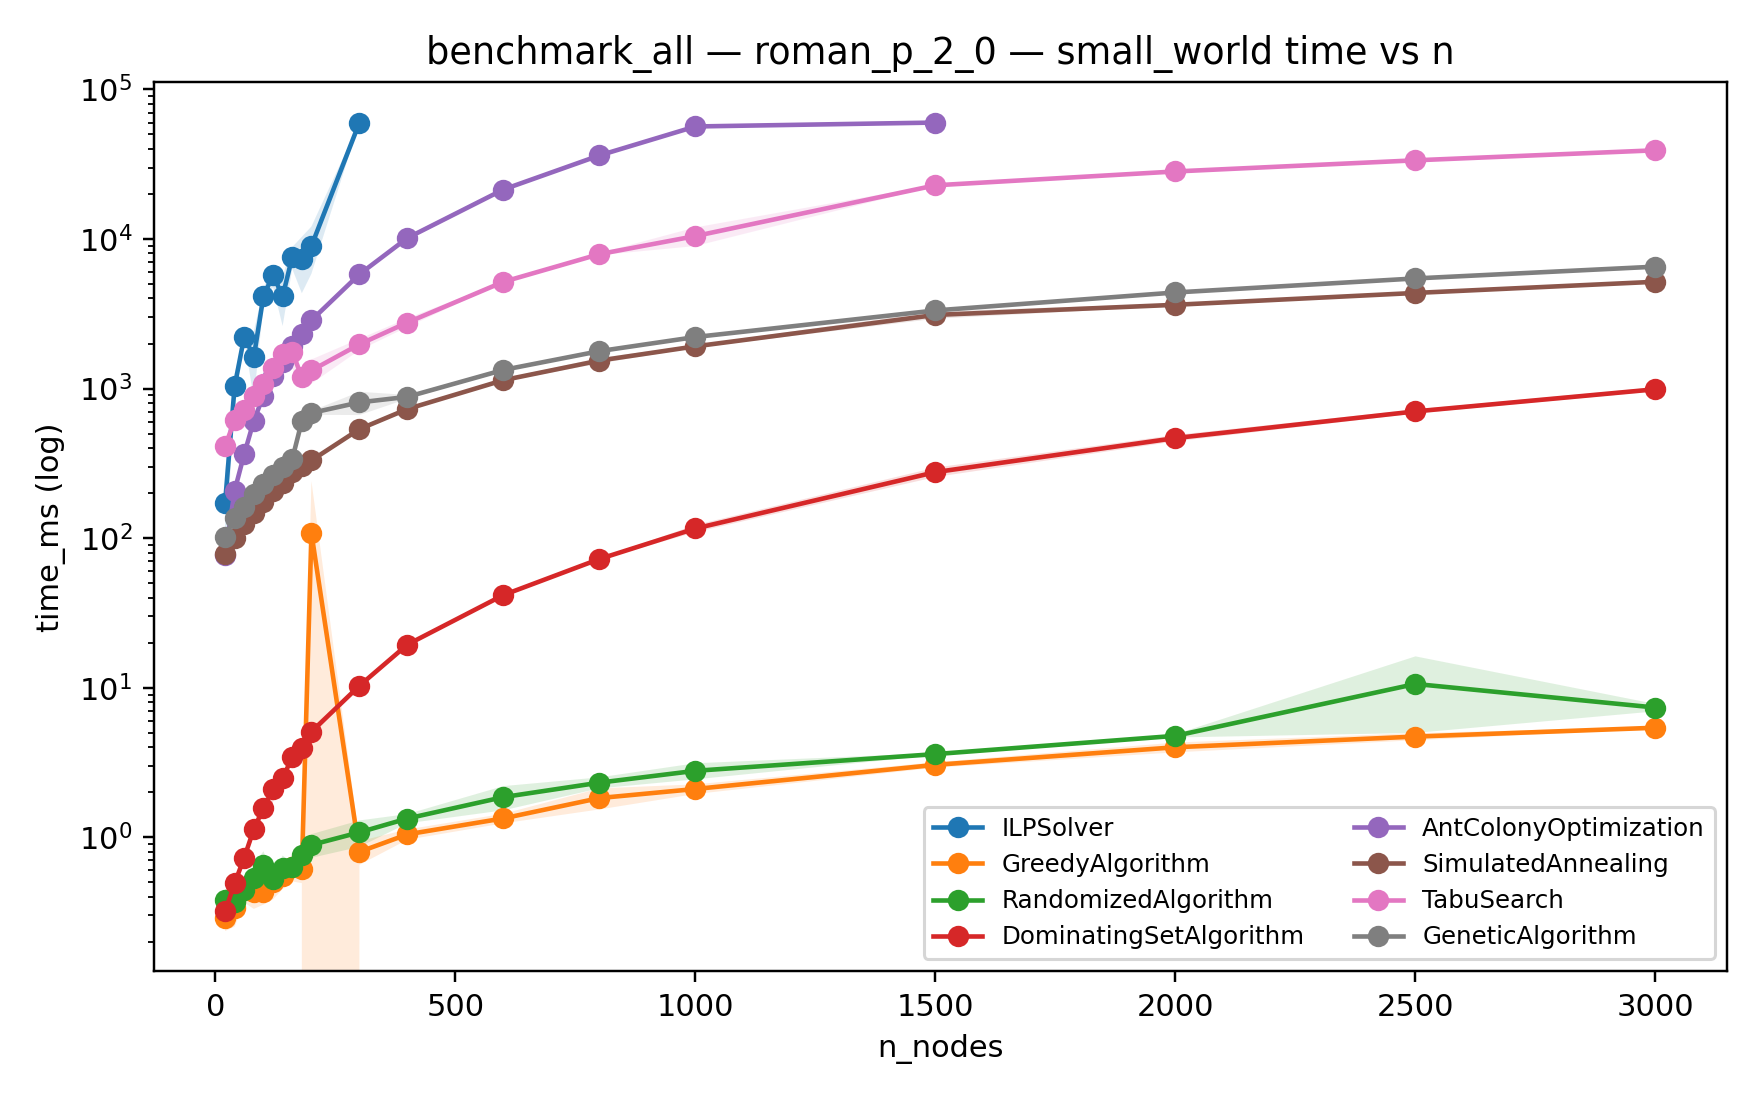 benchmark_all — roman_p_2_0 — small_world time vs n
time_ms (log)
10^5
10^4
10^3
10^2
10^1
10^0
0 500 1000 1500 2000 2500 3000
n_nodes
ILPSolver
GreedyAlgorithm
RandomizedAlgorithm
DominatingSetAlgorithm
AntColonyOptimization
SimulatedAnnealing
TabuSearch
GeneticAlgorithm